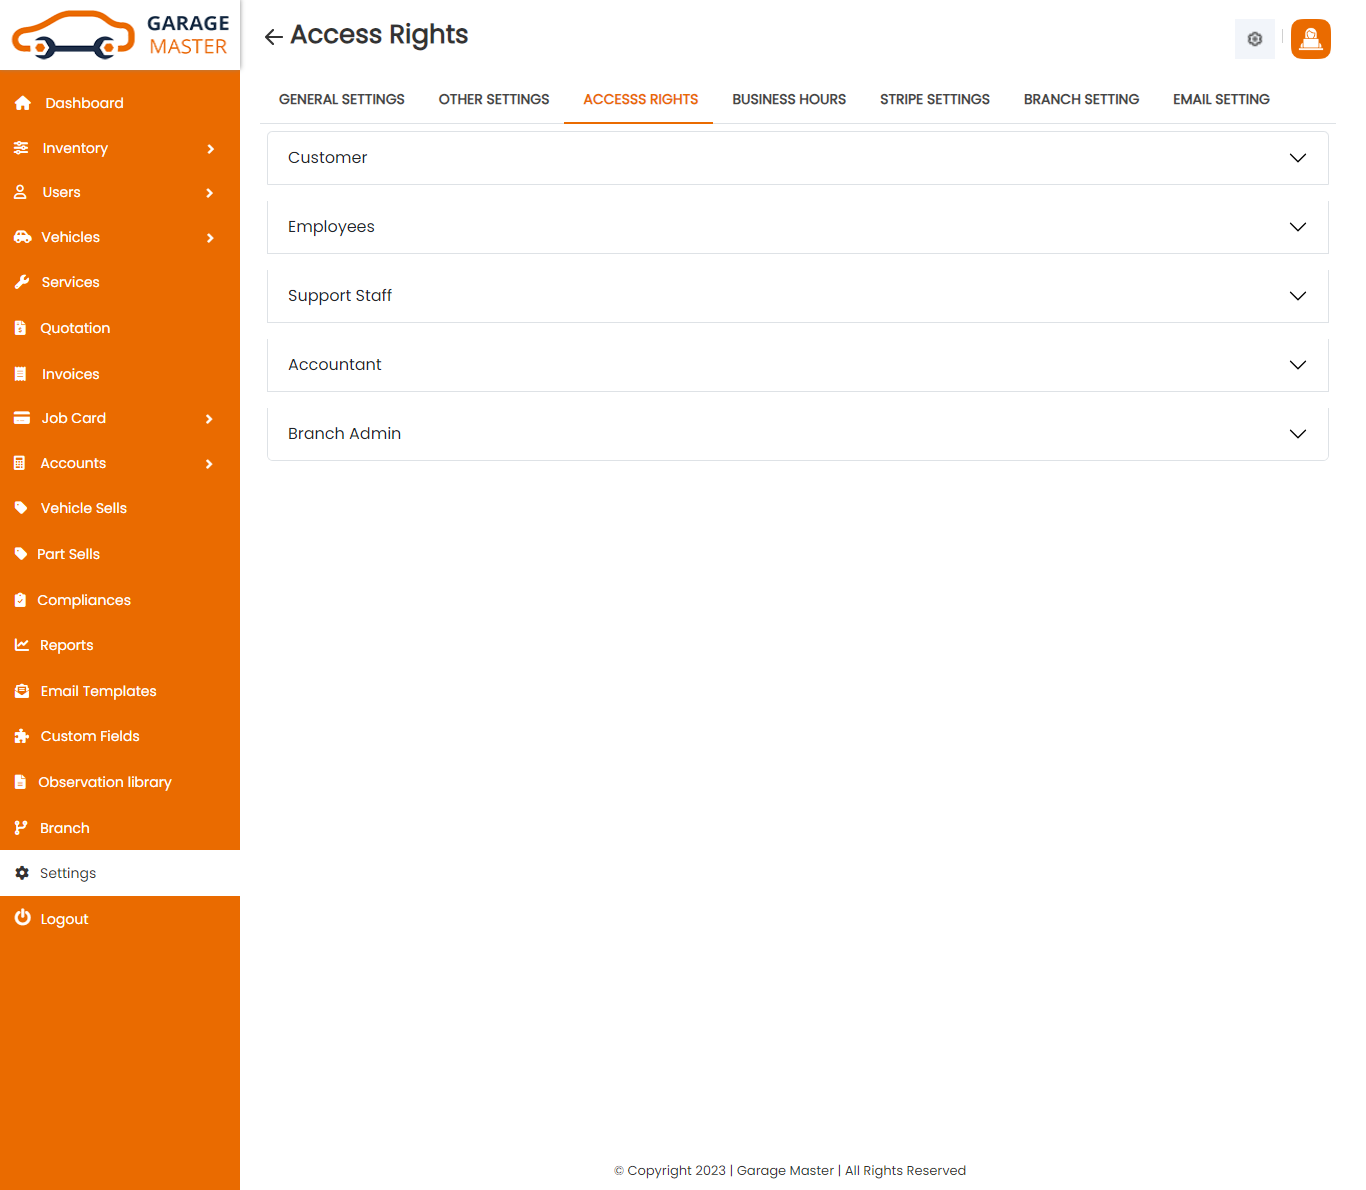 GARAGE
MASTER
Access Rights
GENERAL SETTINGS
OTHER SETTINGS
ACCESSS RIGHTS
BUSINESS HOURS
STRIPE SETTINGS
BRANCH SETTING
EMAIL SETTING
Dashboard
Inventory
Users
Vehicles
Services
Quotation
Invoices
Job Card
Accounts
Vehicle Sells
Part Sells
Compliances
Reports
Email Templates
Custom Fields
Observation library
Branch
Settings
Logout
Customer
Employees
Support Staff
Accountant
Branch Admin
© Copyright 2023 | Garage Master | All Rights Reserved